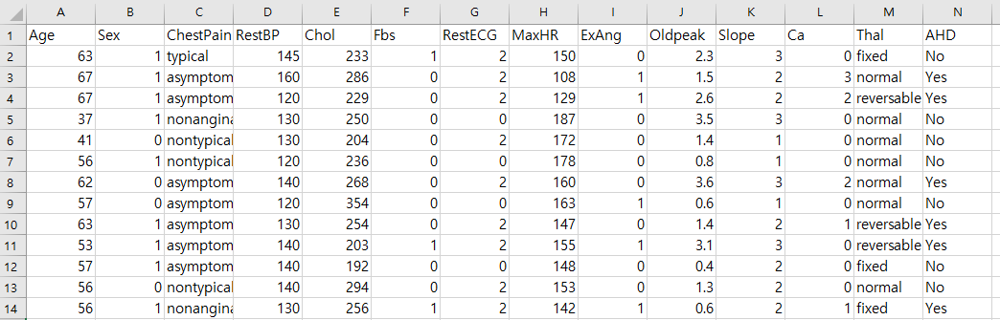 A B C D E F G H I J K L M N
1 Age Sex ChestPain RestBP Chol Fbs RestECG MaxHR ExAng Oldpeak Slope Ca Thal AHD
2 63 1 typical 145 233 1 2 150 0 2.3 3 0 fixed No
3 67 1 asymptom 160 286 0 2 108 1 1.5 2 3 normal Yes
4 67 1 asymptom 120 229 0 2 129 1 2.6 2 2 reversable Yes
5 37 1 nonangina 130 250 0 0 187 0 3.5 3 0 normal No
6 41 0 nontypical 130 204 0 2 172 0 1.4 1 0 normal No
7 56 1 nontypical 120 236 0 0 178 0 0.8 1 0 normal No
8 62 0 asymptom 140 268 0 2 160 0 3.6 3 2 normal Yes
9 57 0 asymptom 120 354 0 0 163 1 0.6 1 0 normal No
10 63 1 asymptom 130 254 0 2 147 0 1.4 2 1 reversable Yes
11 53 1 asymptom 140 203 1 2 155 1 3.1 3 0 reversable Yes
12 57 1 asymptom 140 192 0 0 148 0 0.4 2 0 fixed No
13 56 0 nontypical 140 294 0 2 153 0 1.3 2 0 normal No
14 56 1 nonangina 130 256 1 2 142 1 0.6 2 1 fixed Yes